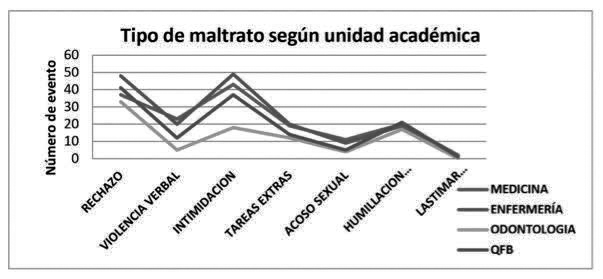 Tipo de maltrato según unidad académica
Número de evento
60
50
40
30
20
10
0
RECHAZO
VIOLENCIA VERBAL
INTIMIDACION
TAREAS EXTRAS
ACOSO SEXUAL
HUMILLACION...
LASTIMAR...
MEDICINA
ENFERMERÍA
ODONTOLOGIA
QFB